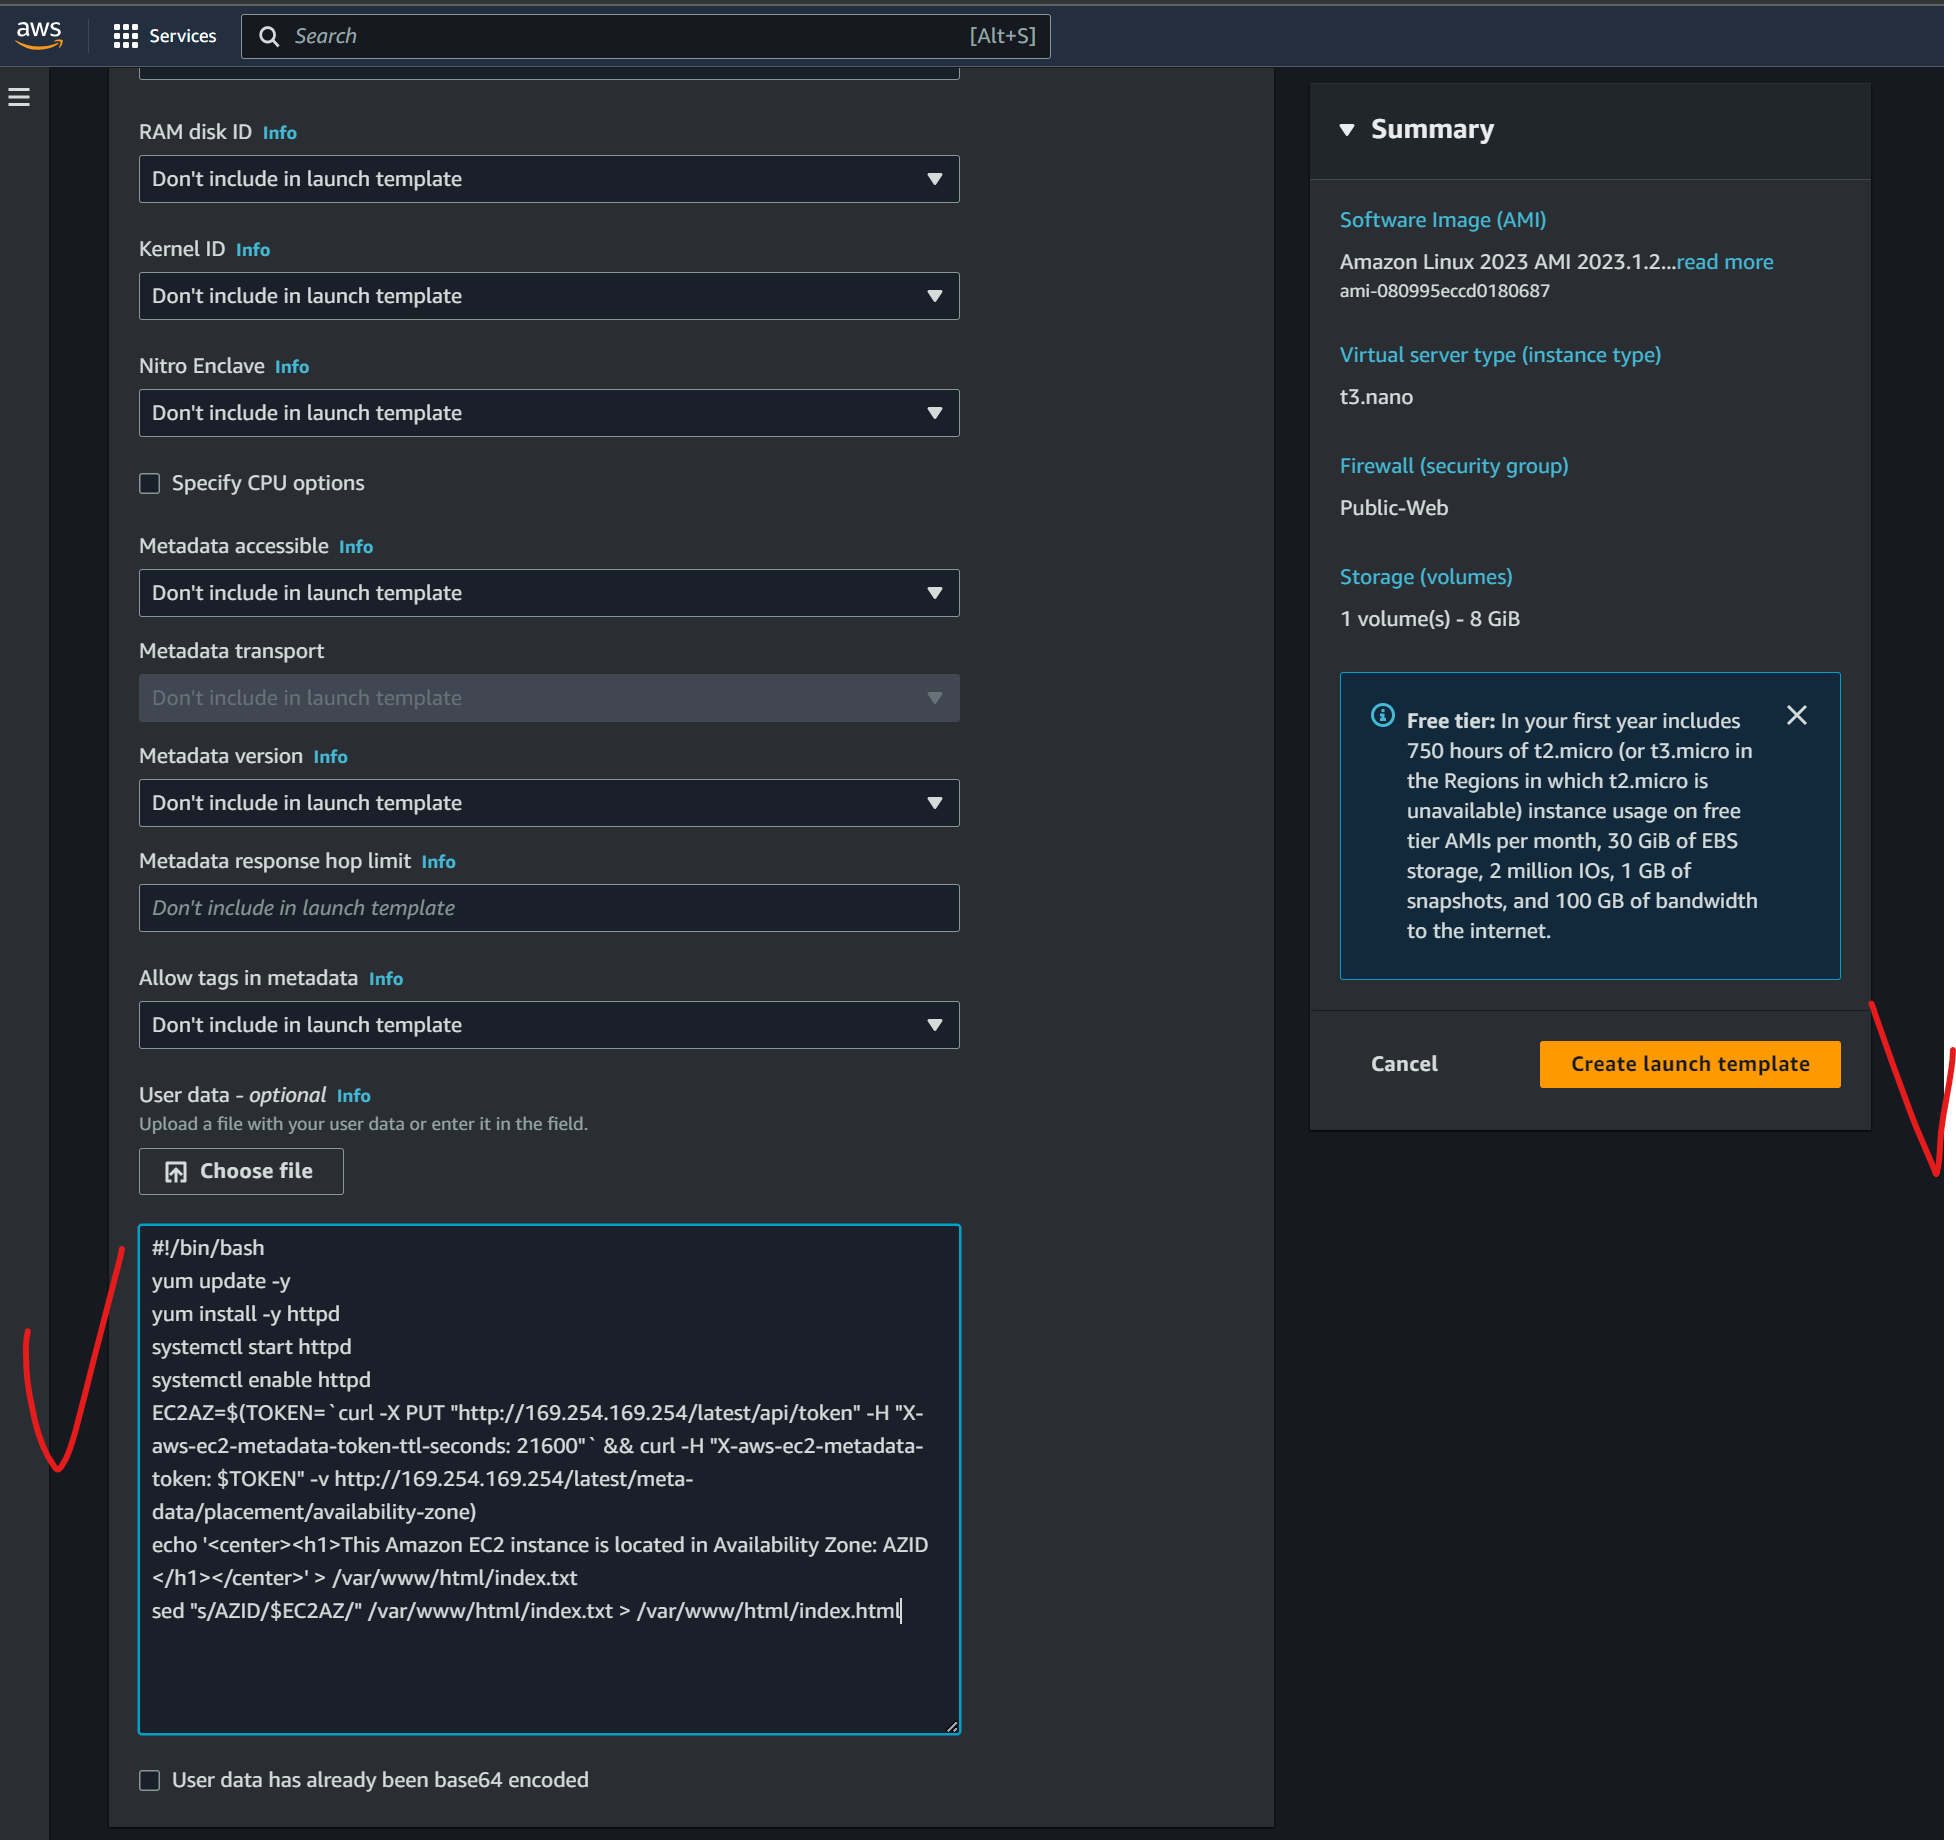 aws
Services
Search
[Alt+S]
RAM disk ID Info
Don't include in launch template
Kernel ID Info
Don't include in launch template
Nitro Enclave Info
Don't include in launch template
Specify CPU options
Metadata accessible Info
Don't include in launch template
Metadata transport
Don't include in launch template
Metadata version Info
Don't include in launch template
Metadata response hop limit Info
Don't include in launch template
Allow tags in metadata Info
Don't include in launch template
User data - optional Info
Upload a file with your user data or enter it in the field.
Choose file
#!/bin/bash
yum update -y
yum install -y httpd
systemctl start httpd
systemctl enable httpd
EC2AZ=$(TOKEN=`curl -X PUT "http://169.254.169.254/latest/api/token" -H "X-
aws-ec2-metadata-token-ttl-seconds: 21600"` && curl -H "X-aws-ec2-metadata-
token: $TOKEN" -v http://169.254.169.254/latest/meta-
data/placement/availability-zone)
echo '<center><h1>This Amazon EC2 instance is located in Availability Zone: AZID
</h1></center>' > /var/www/html/index.txt
sed "s/AZID/$EC2AZ/" /var/www/html/index.txt > /var/www/html/index.html
User data has already been base64 encoded
Summary
Software Image (AMI)
Amazon Linux 2023 AMI 2023.1.2...read more
ami-080995eccd0180687
Virtual server type (instance type)
t3.nano
Firewall (security group)
Public-Web
Storage (volumes)
1 volume(s) - 8 GiB
Free tier: In your first year includes
750 hours of t2.micro (or t3.micro in
the Regions in which t2.micro is
unavailable) instance usage on free
tier AMIs per month, 30 GiB of EBS
storage, 2 million IOs, 1 GB of
snapshots, and 100 GB of bandwidth
to the internet.
Cancel
Create launch template